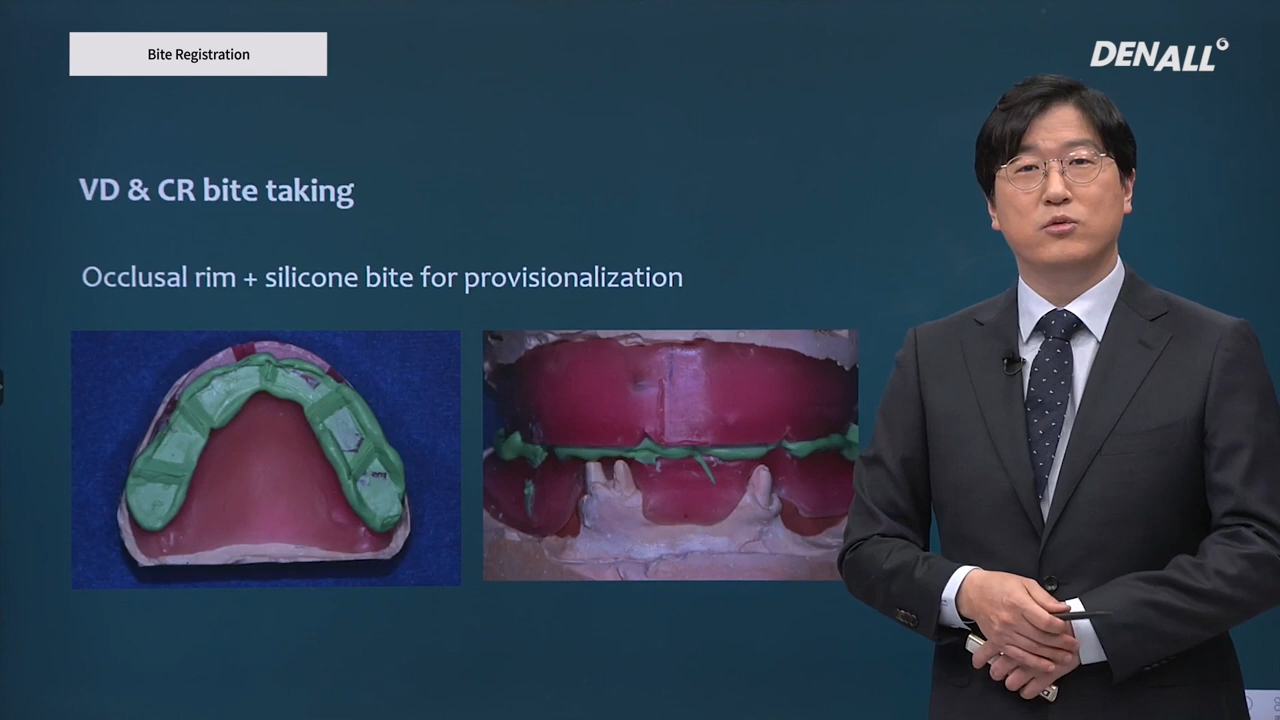 Bite Registration
DENALL
VD & CR bite taking
Occlusal rim + silicone bite for provisionalization